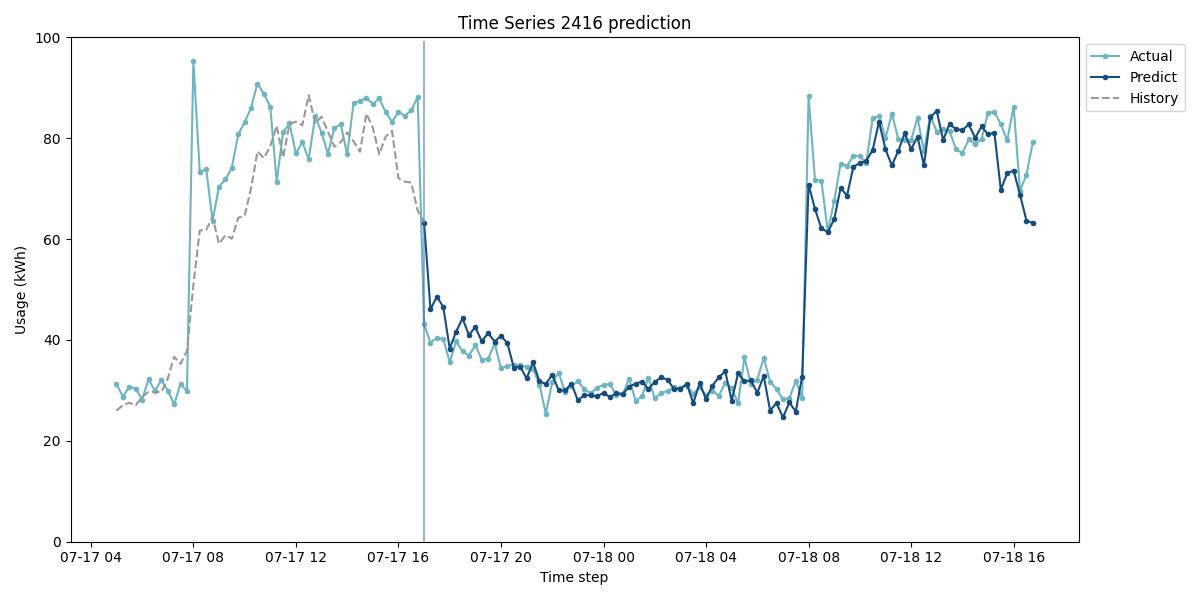 Time Series 2416 prediction
Usage (kWh)
100
80
60
40
20
0
07-17 04
07-17 08
07-17 12
07-17 16
07-17 20
07-18 00
07-18 04
07-18 08
07-18 12
07-18 16
Time step
Actual
Predict
History